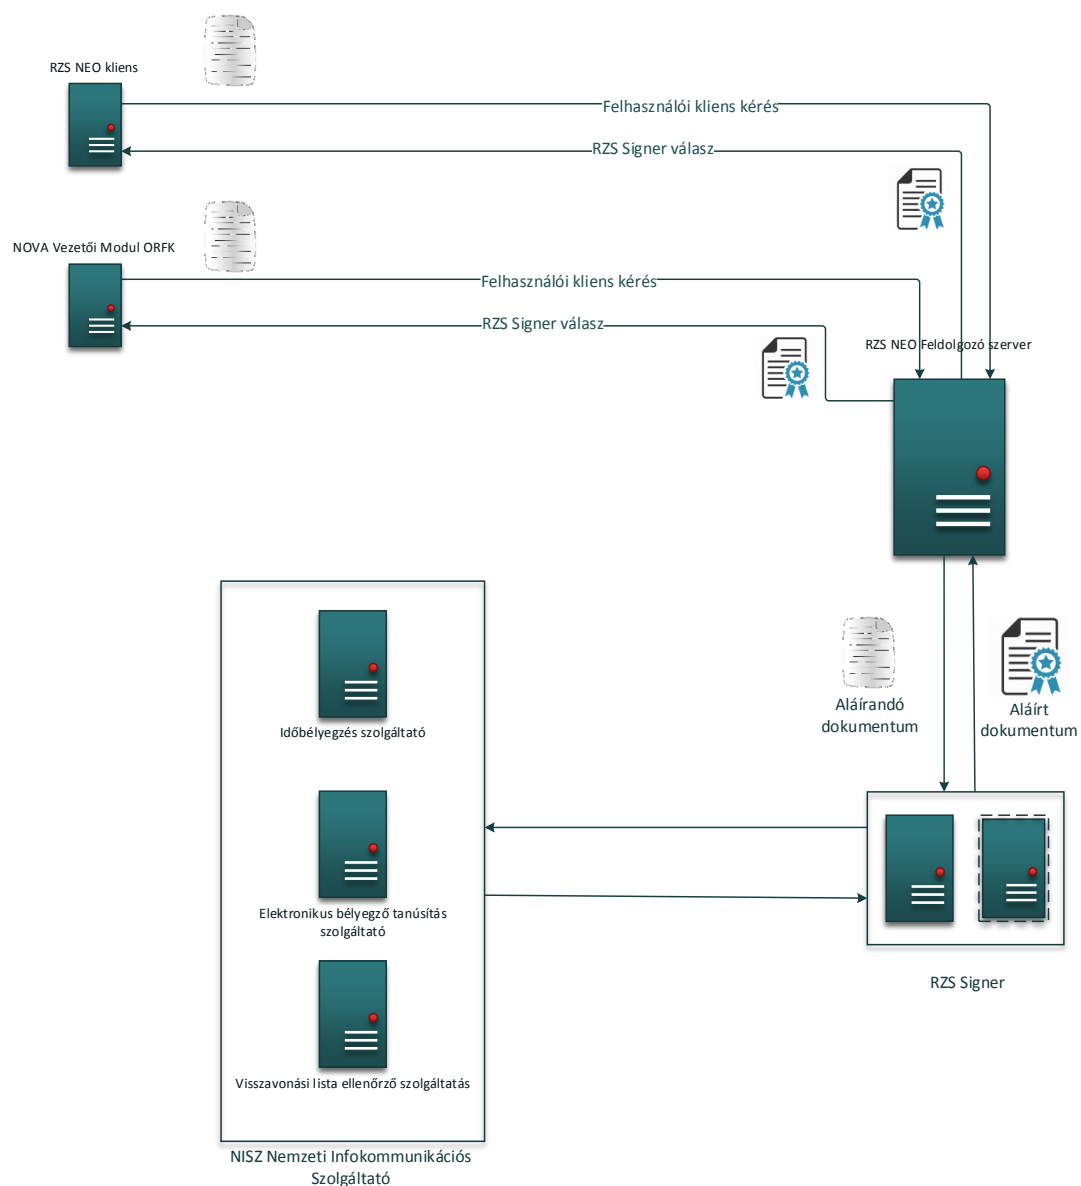 RZS NEO kliens
Felhasználói kliens kérés
RZS Signer válasz
NOVA Vezetői Modul ORFK
Felhasználói kliens kérés
RZS Signer válasz
RZS NEO Feldolgozó szerver
Aláírandó
dokumentum
Aláírt
dokumentum
Időbélyegzés szolgáltató
Elektronikus bélyegző tanúsítás
szolgáltató
RZS Signer
Visszavonási lista ellenőrző szolgáltatás
NISZ Nemzeti Infokommunikációs
Szolgáltató